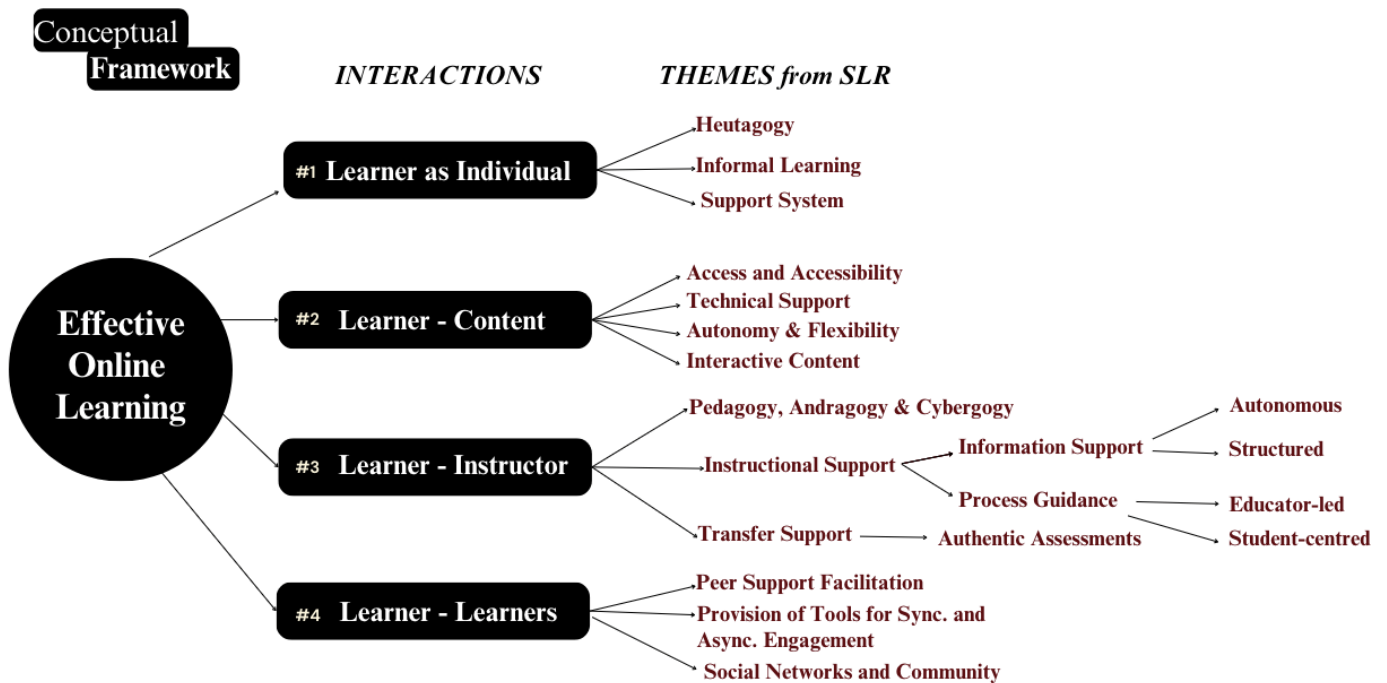 Conceptual
Framework
INTERACTIONS
THEMES from SLR
Effective
Online
Learning
#1 Learner as Individual
Heutagogy
Informal Learning
Support System
#2 Learner - Content
Access and Accessibility
Technical Support
Autonomy & Flexibility
Interactive Content
#3 Learner - Instructor
Pedagogy, Andragogy & Cybergogy
Instructional Support
Information Support
Autonomous
Structured
Process Guidance
Educator-led
Student-centred
Transfer Support
Authentic Assessments
#4 Learner - Learners
Peer Support Facilitation
Provision of Tools for Sync. and
Async. Engagement
Social Networks and Community